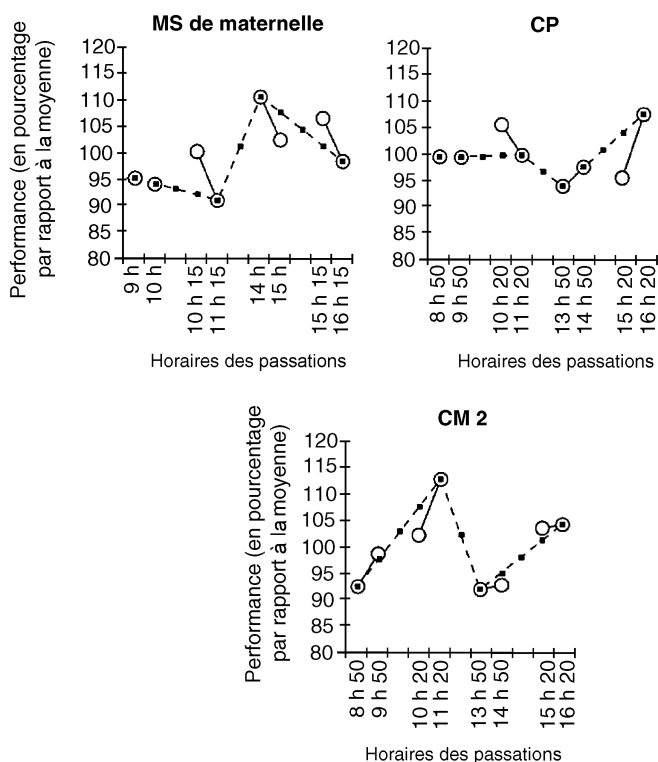 MS de maternelle
Performance (en pourcentage
par rapport à la moyenne)
120
115
110
105
100
95
90
85
80
9 h
10 h
10 h 15
11 h 15
14 h
15 h
15 h 15
16 h 15
Horaires des passations
CP
120
115
110
105
100
95
90
85
80
8 h 50
9 h 50
10 h 20
11 h 20
13 h 50
14 h 50
15 h 20
16 h 20
Horaires des passations
CM 2
Performance (en pourcentage
par rapport à la moyenne)
120
115
110
105
100
95
90
85
80
8 h 50
9 h 50
10 h 20
11 h 20
13 h 50
14 h 50
15 h 20
16 h 20
Horaires des passations